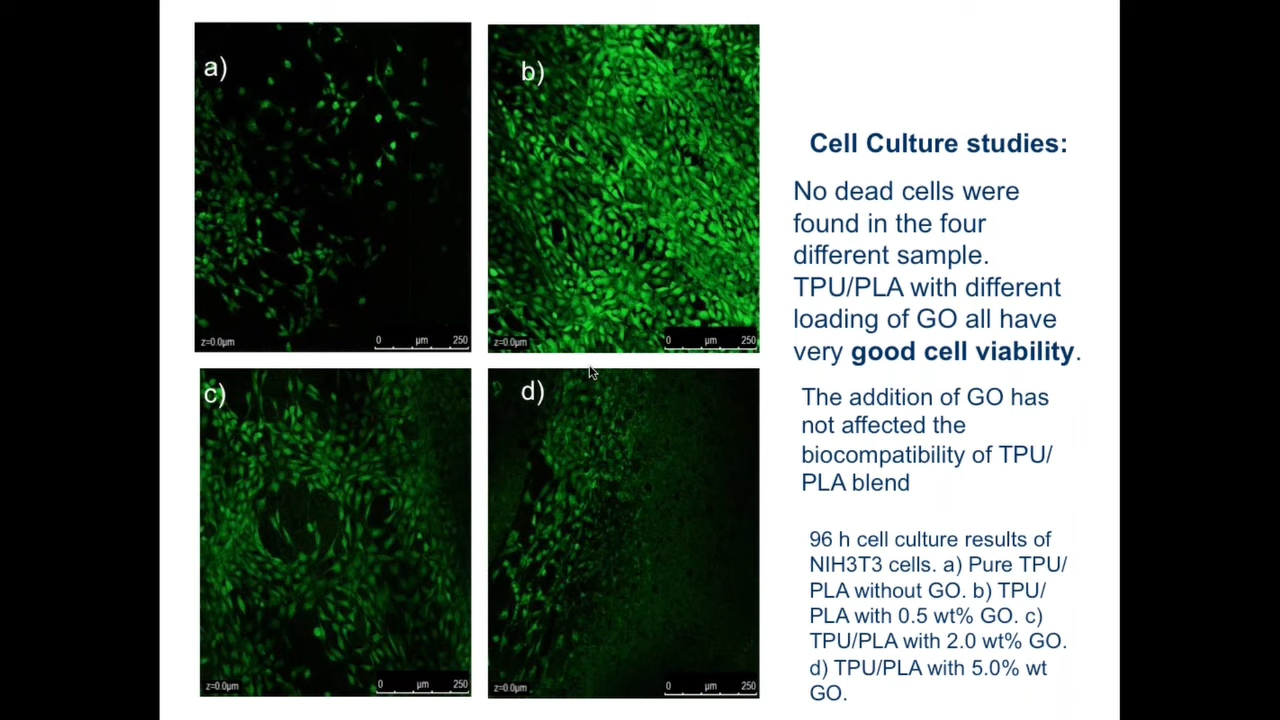 a)
z=0.0µm
0 µm 250
b)
z=0.0µm
0 µm 250
c)
z=0.0µm
0 µm 250
d)
z=0.0µm
0 µm 250
Cell Culture studies:
No dead cells were
found in the four
different sample.
TPU/PLA with different
loading of GO all have
very good cell viability.
The addition of GO has
not affected the
biocompatibility of TPU/
PLA blend
96 h cell culture results of
NIH3T3 cells. a) Pure TPU/
PLA without GO. b) TPU/
PLA with 0.5 wt% GO. c)
TPU/PLA with 2.0 wt% GO.
d) TPU/PLA with 5.0% wt
GO.